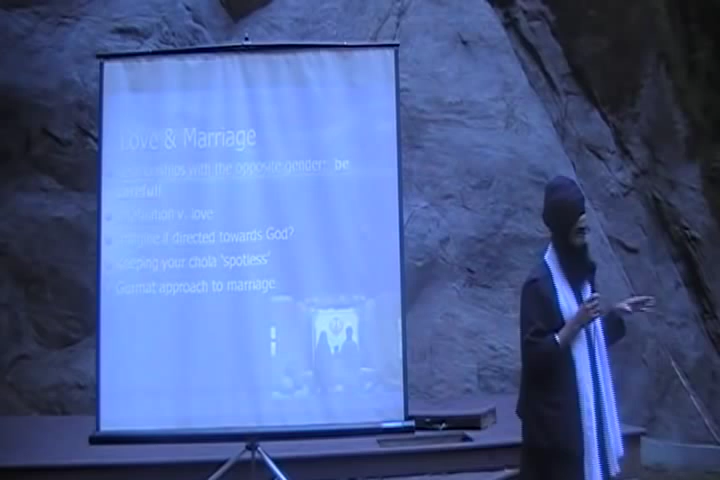 Love & Marriage
with the opposite gender: be
careful!
v. love
if directed towards God?
Keeping your chola 'spotless'
Gurmat approach to marriage